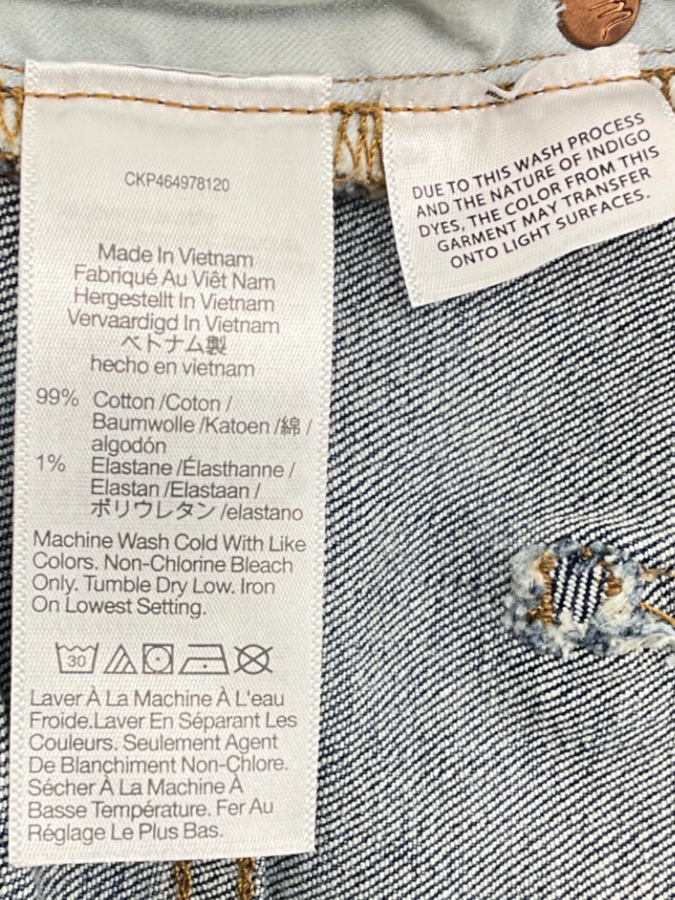 CKP464978120
Made In Vietnam
Fabriqué Au Viêt Nam
Hergestellt In Vietnam
Vervaardigd In Vietnam
ベトナム製
hecho en vietnam
99% Cotton /Coton /
Baumwolle /Katoen /綿 /
algodón
1% Elastane /Élasthanne /
Elastan /Elastaan /
ポリウレタン /elastano
Machine Wash Cold With Like
Colors. Non-Chlorine Bleach
Only. Tumble Dry Low. Iron
On Lowest Setting.
30
Laver À La Machine À L'eau
Froide.Laver En Séparant Les
Couleurs. Seulement Agent
De Blanchiment Non-Chlore.
Sécher À La Machine À
Basse Température. Fer Au
Réglage Le Plus Bas.
DUE TO THIS WASH PROCESS
AND THE NATURE OF INDIGO
DYES, THE COLOR FROM THIS
GARMENT MAY TRANSFER
ONTO LIGHT SURFACES.